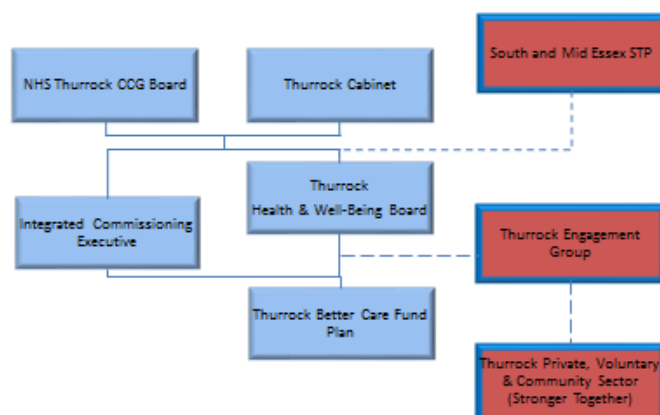 South and Mid Essex STP
NHS Thurrock CCG Board
Thurrock Cabinet
Thurrock
Health & Well-Being Board
Integrated Commissioning
Executive
Thurrock Engagement
Group
Thurrock Better Care Fund
Plan
Thurrock Private, Voluntary
& Community Sector
(Stronger Together)